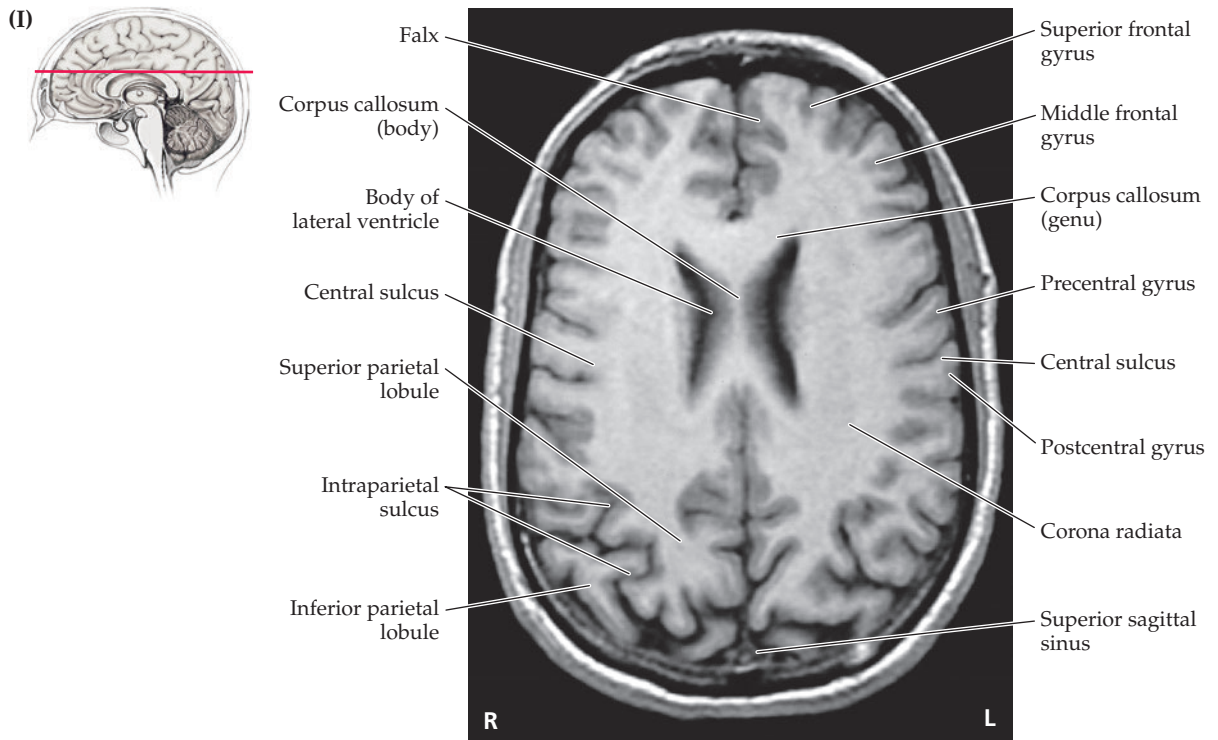 (I)
Falx
Corpus callosum
(body)
Body of
lateral ventricle
Central sulcus
Superior parietal
lobule
Intraparietal
sulcus
Inferior parietal
lobule
Superior frontal
gyrus
Middle frontal
gyrus
Corpus callosum
(genu)
Precentral gyrus
Central sulcus
Postcentral gyrus
Corona radiata
Superior sagittal
sinus
R
L